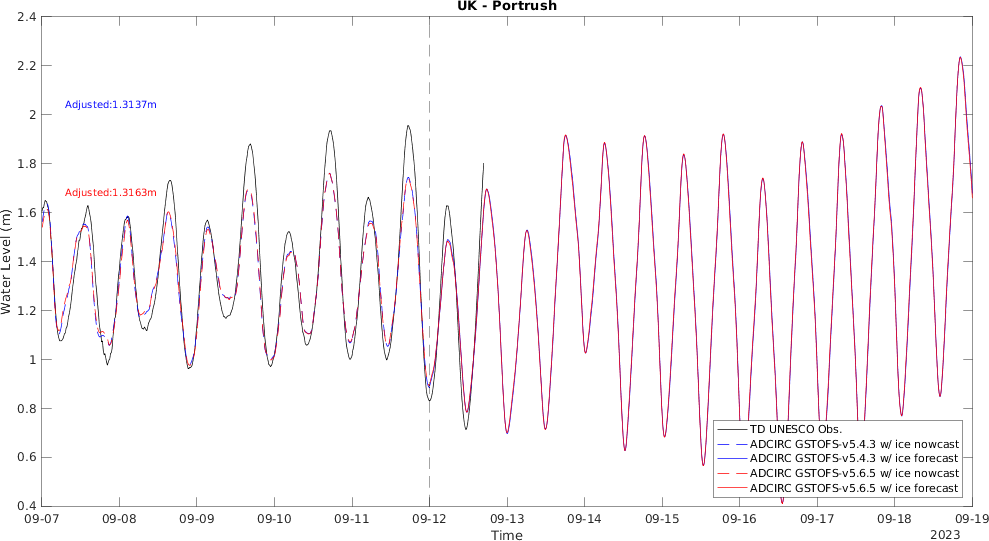 UK - Portrush
2.4
2.2
2
1.8
1.6
1.4
1.2
1
0.8
0.6
0.4
Water Level (m)
Adjusted:1.3137m
Adjusted:1.3163m
TD UNESCO Obs.
ADCIRC GSTOFS-v5.4.3 w/ ice nowcast
ADCIRC GSTOFS-v5.4.3 w/ ice forecast
ADCIRC GSTOFS-v5.6.5 w/ ice nowcast
ADCIRC GSTOFS-v5.6.5 w/ ice forecast
09-07 09-08 09-09 09-10 09-11 09-12 09-13 09-14 09-15 09-16 09-17 09-18 09-19
Time
2023